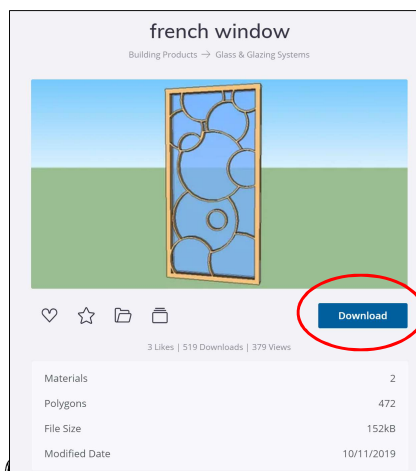 french window
Building Products → Glass & Glazing Systems
Download
3 Likes | 519 Downloads | 379 Views
Materials 2
Polygons 472
File Size 152kB
Modified Date 10/11/2019